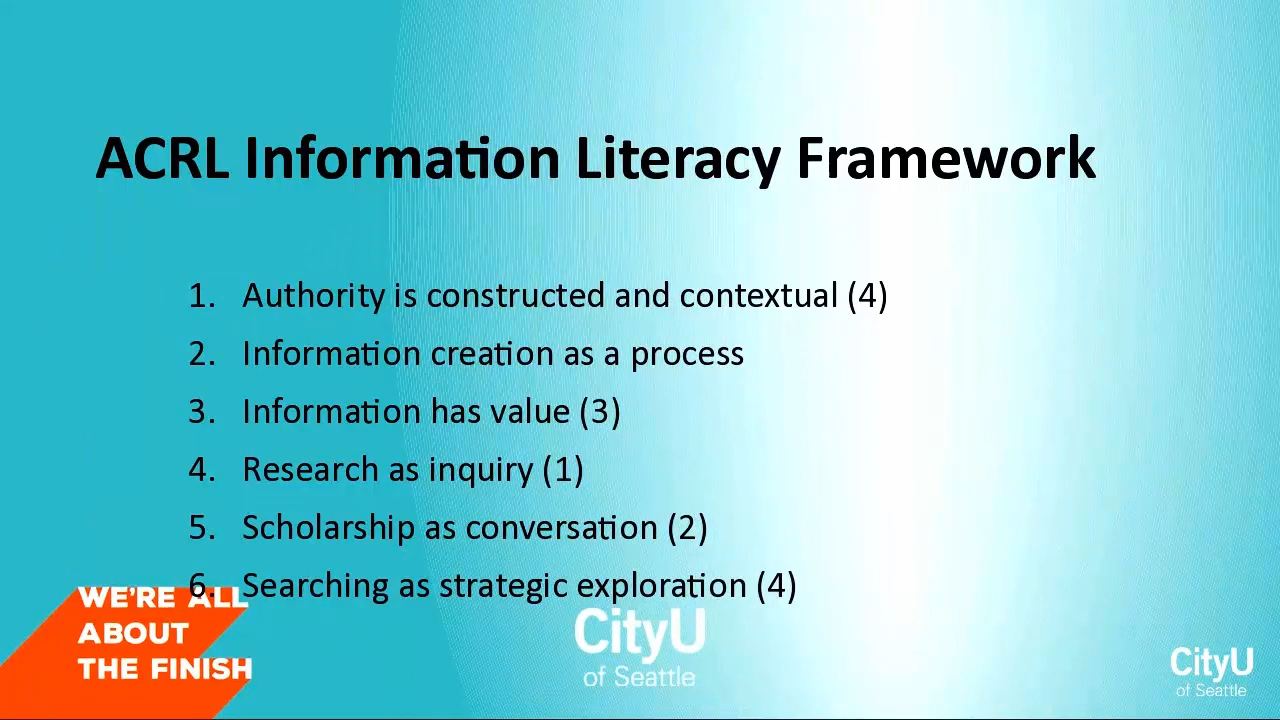 ACRL Information Literacy Framework
1. Authority is constructed and contextual (4)
2. Information creation as a process
3. Information has value (3)
4. Research as inquiry (1)
5. Scholarship as conversation (2)
6. Searching as strategic exploration (4)
WE'RE ALL
ABOUT
THE FINISH
CityU
of Seattle
CityU
of Seattle